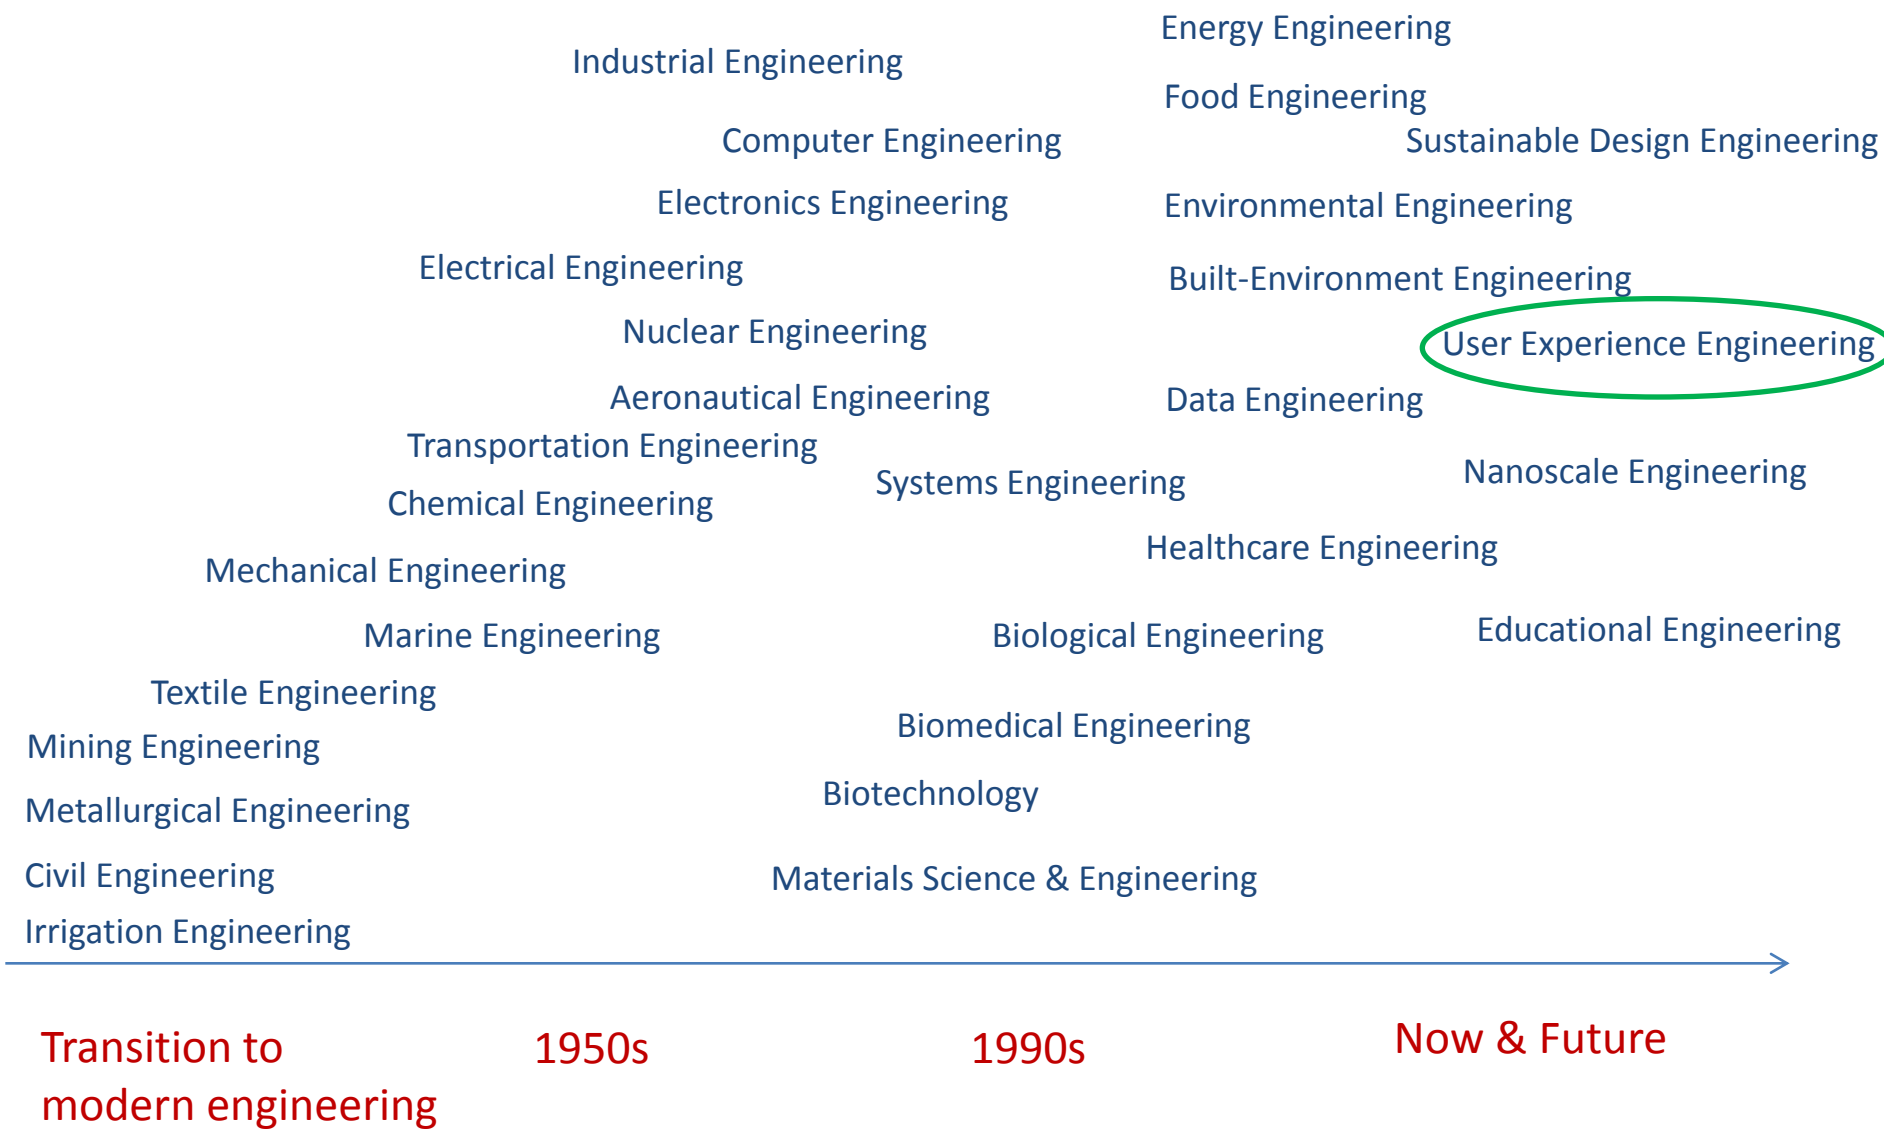 Energy Engineering
Industrial Engineering
Food Engineering
Computer Engineering
Sustainable Design Engineering
Electronics Engineering
Environmental Engineering
Electrical Engineering
Built-Environment Engineering
Nuclear Engineering
User Experience Engineering
Aeronautical Engineering
Data Engineering
Transportation Engineering
Systems Engineering
Nanoscale Engineering
Chemical Engineering
Healthcare Engineering
Mechanical Engineering
Marine Engineering
Biological Engineering
Educational Engineering
Textile Engineering
Biomedical Engineering
Mining Engineering
Biotechnology
Metallurgical Engineering
Civil Engineering
Materials Science & Engineering
Irrigation Engineering
Transition to
modern engineering
1950s
1990s
Now & Future